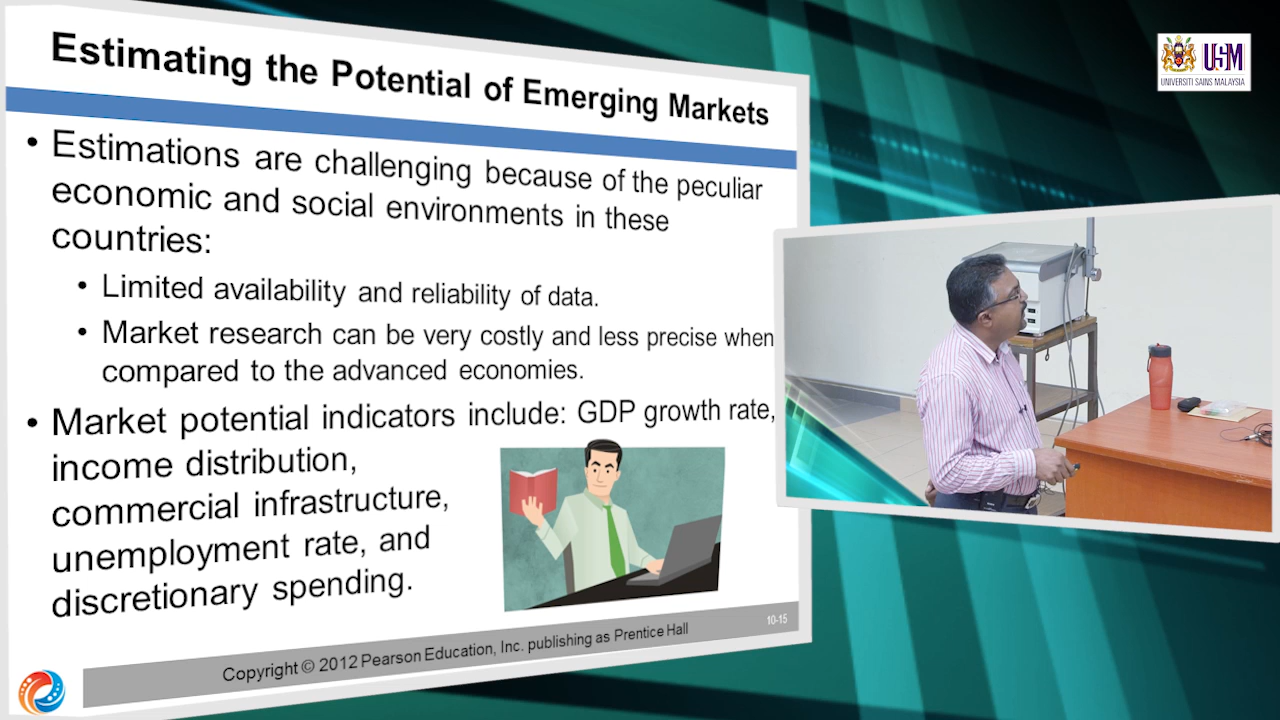 Estimating the Potential of Emerging Markets
• Estimations are challenging because of the peculiar
economic and social environments in these
countries:
• Limited availability and reliability of data.
• Market research can be very costly and less precise when
compared to the advanced economies.
• Market potential indicators include: GDP growth rate,
income distribution,
commercial infrastructure,
unemployment rate, and
discretionary spending.
10-15
Copyright © 2012 Pearson Education, Inc. publishing as Prentice Hall
USM
UNIVERSITI SAINS MALAYSIA